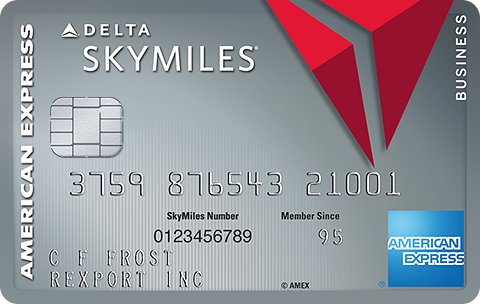 AMERICAN EXPRESS
DELTA
SKYMILES®
BUSINESS
3759 876543 21001
SkyMiles Number Member Since
0123456789 95
C F FROST
REXPORT INC
© AMEX
AMERICAN
EXPRESS
®